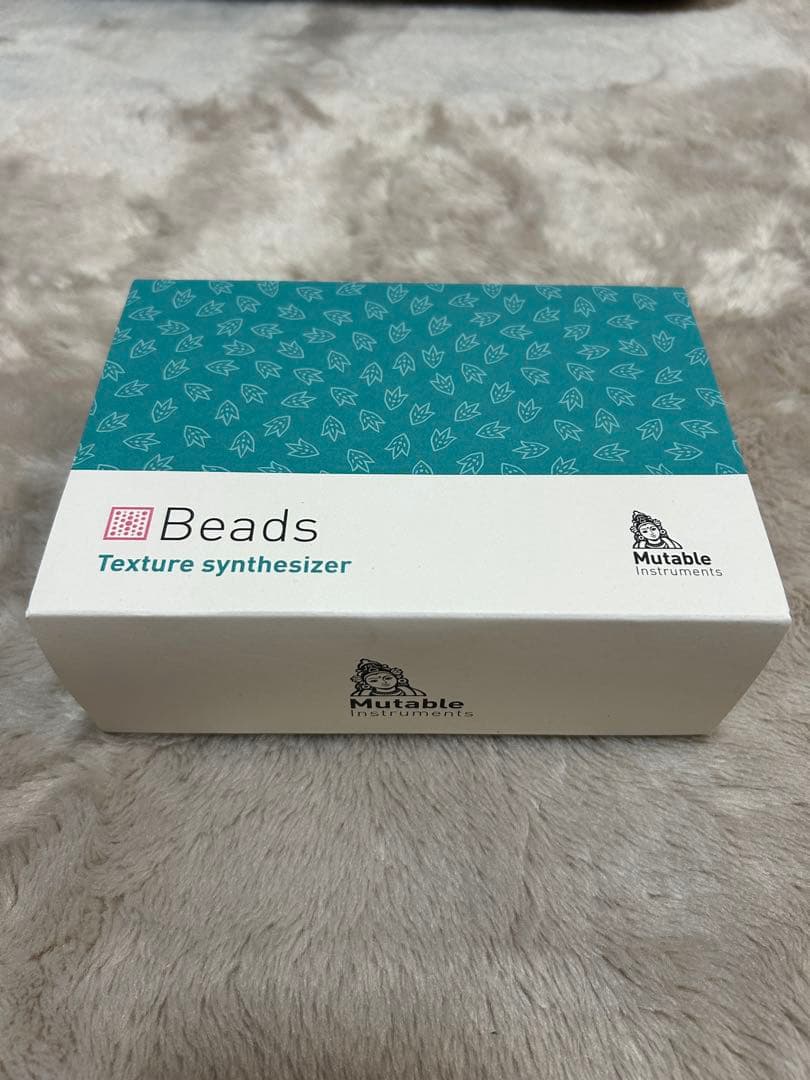 Beads
Texture synthesizer
Mutable
Instruments
Mutable
Instruments